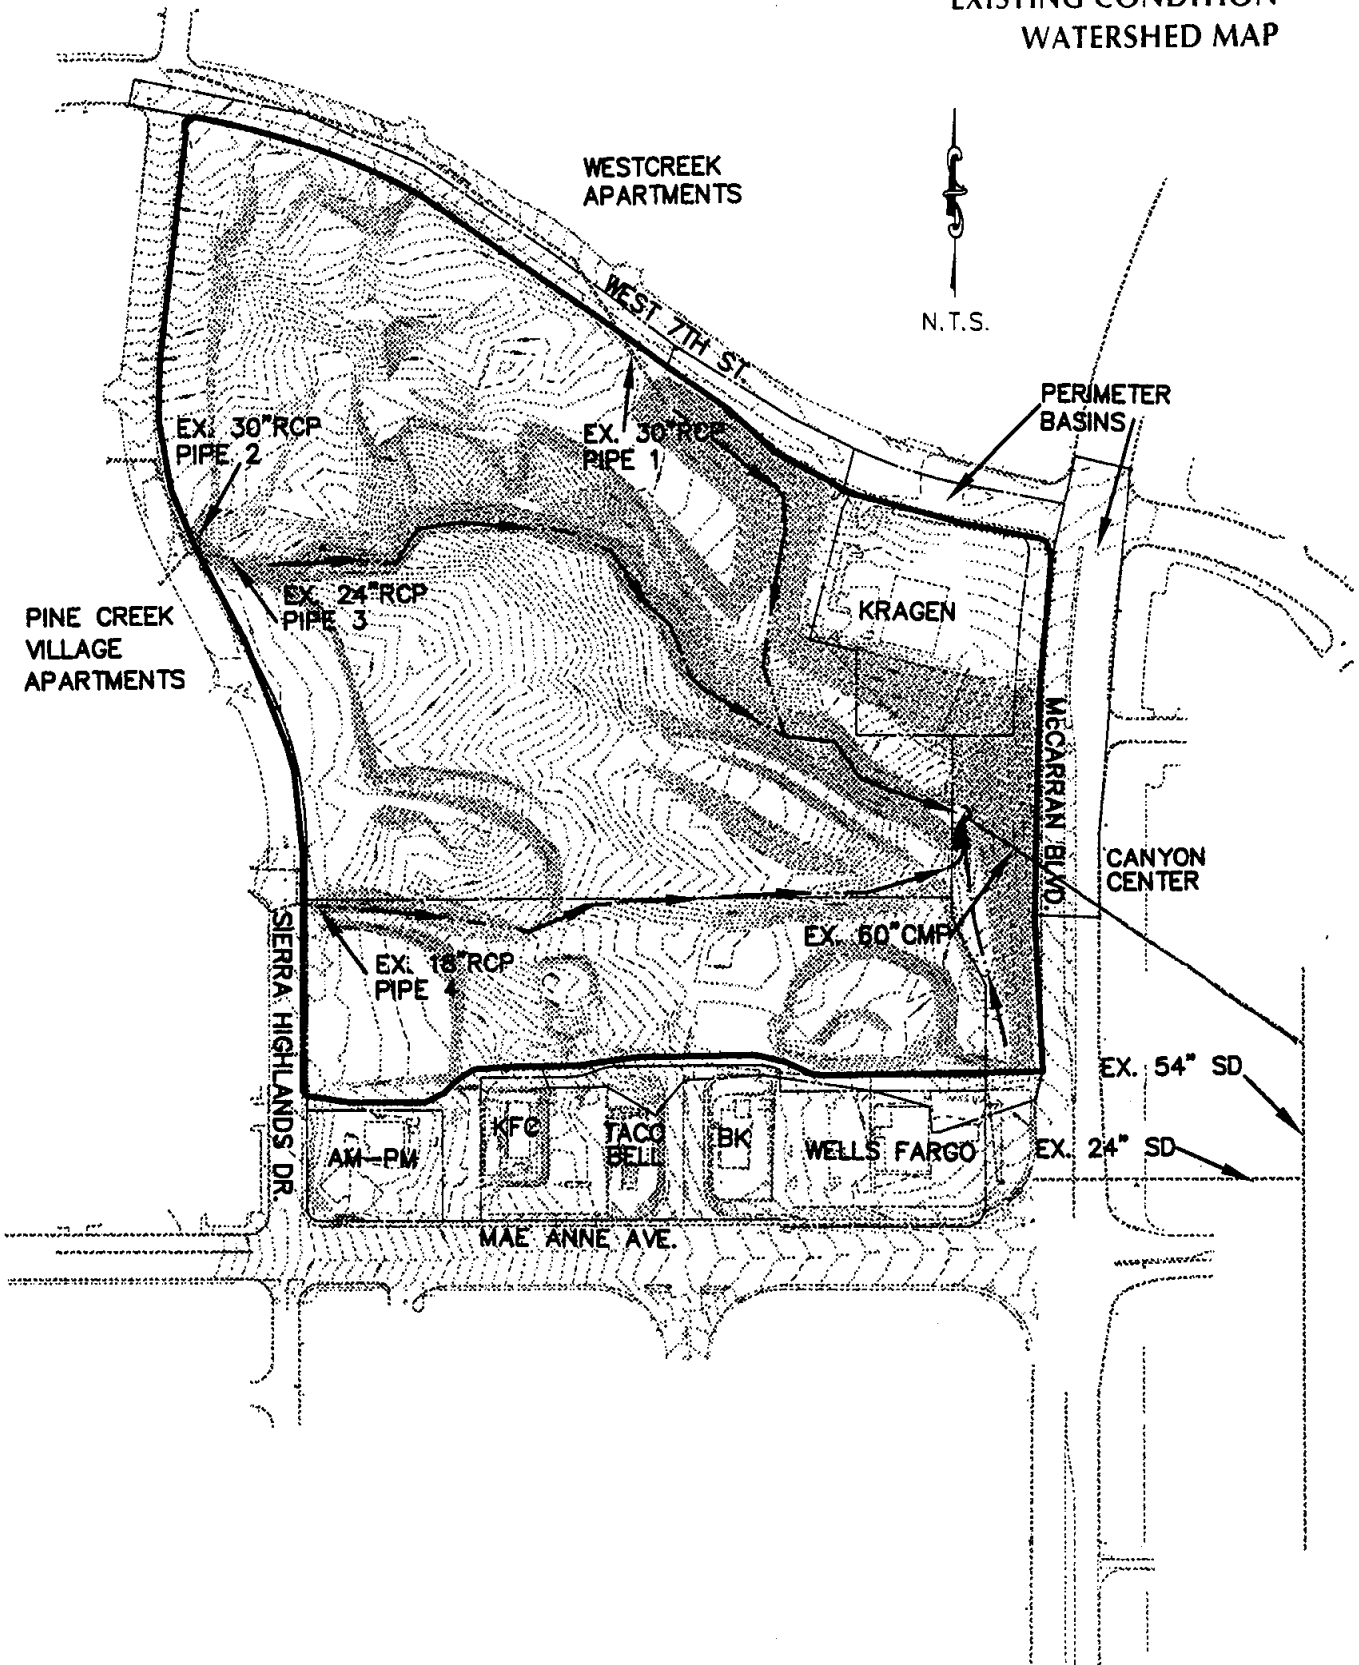 EXISTING CONDITION
WATERSHED MAP
WESTCREEK
APARTMENTS
N.T.S.
WEST 7TH ST.
PERIMETER
BASINS
EX. 30"RCP
PIPE 2
EX. 30"RCP
PIPE 1
EX. 24"RCP
PIPE 3
KRAGEN
PINE CREEK
VILLAGE
APARTMENTS
McCARRAN BLVD
CANYON
CENTER
EX. 60"CMP
EX. 18"RCP
PIPE 4
SIERRA HIGHLANDS DR.
EX. 54" SD
EX. 24" SD
AM-PM
KFC
TACO
BELL
BK
WELLS FARGO
MAE ANNE AVE.